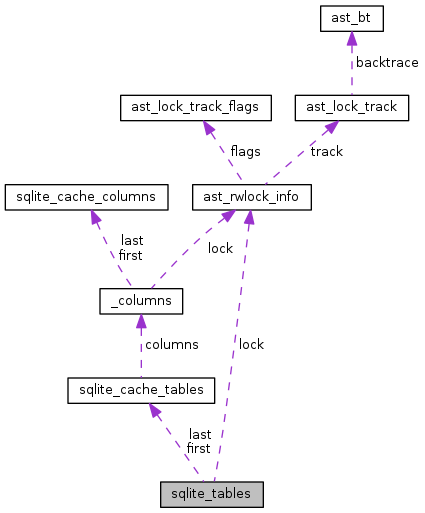 ast_bt
backtrace
ast_lock_track_flags
ast_lock_track
flags
track
sqlite_cache_columns
ast_rwlock_info
last
first
lock
_columns
columns
lock
sqlite_cache_tables
last
first
sqlite_tables